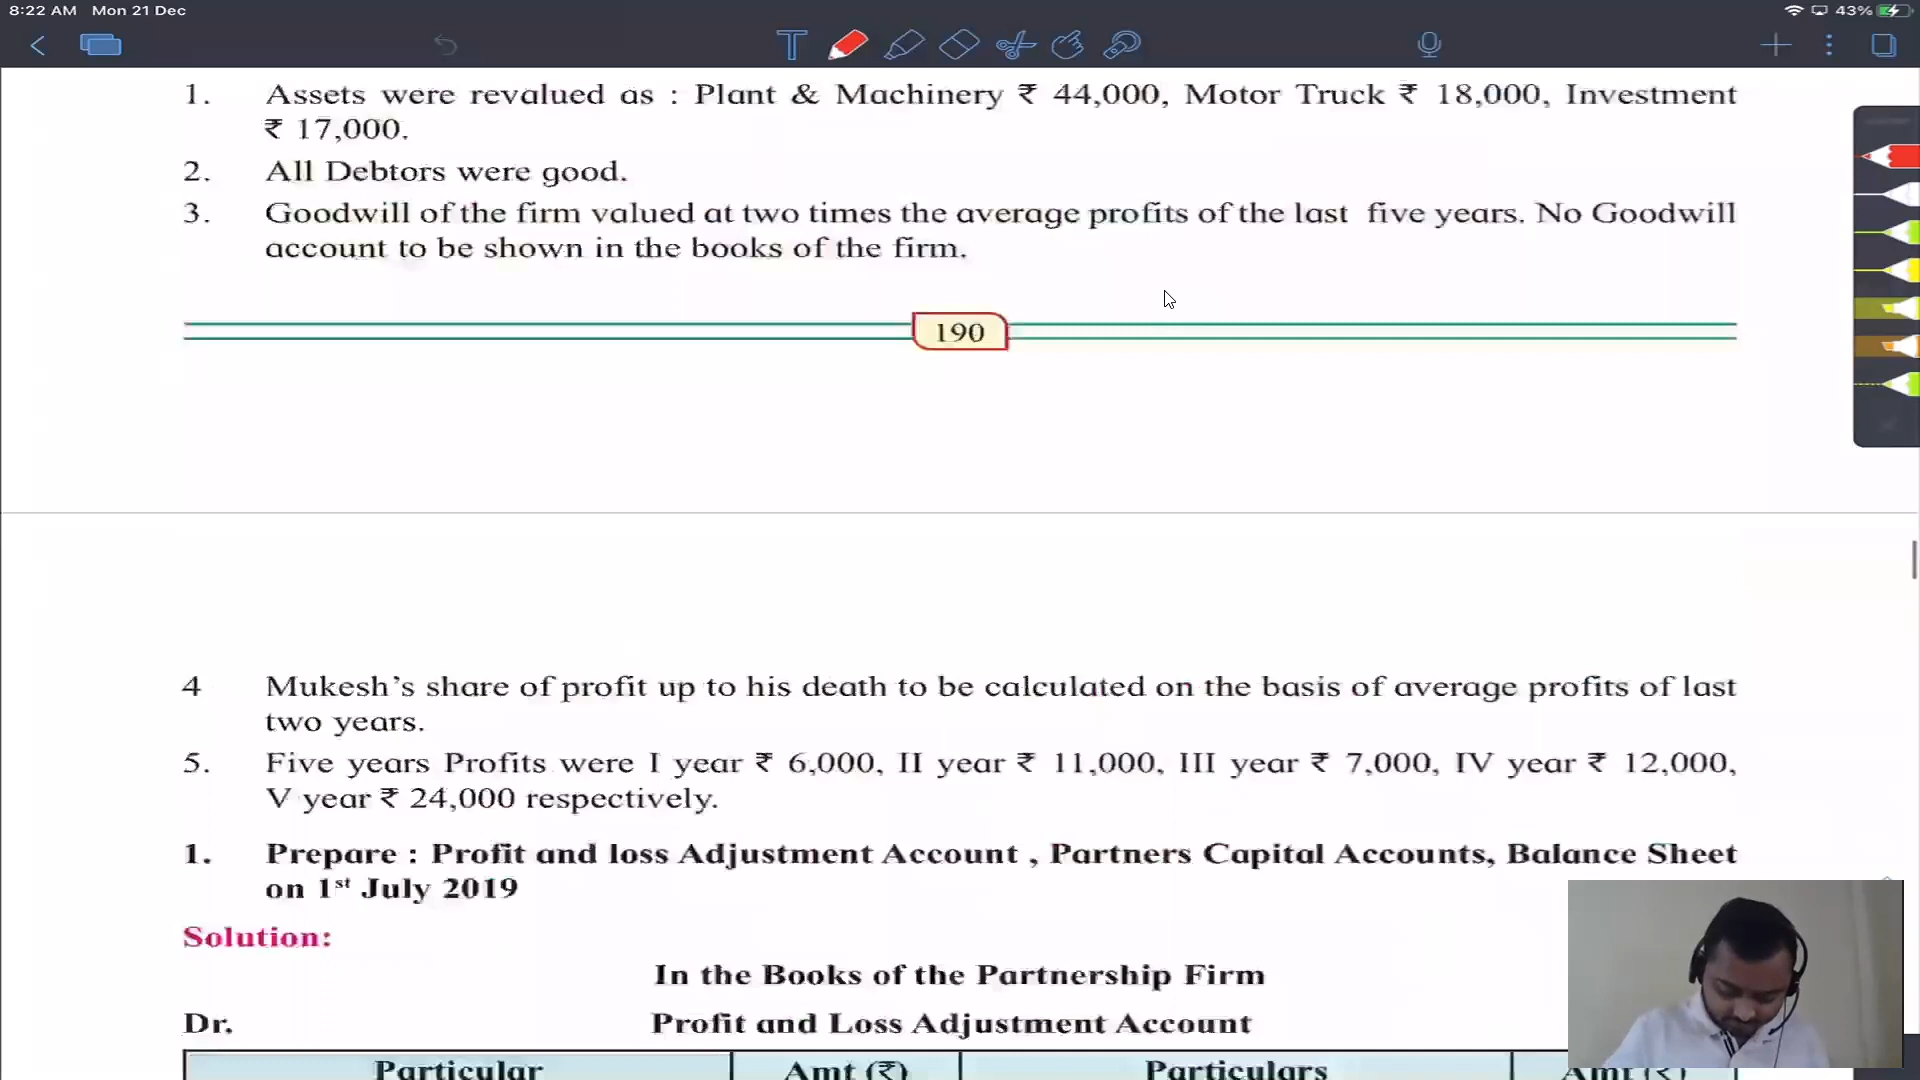 8:22 AM Mon 21 Dec
43%
1. Assets were revalued as : Plant & Machinery ₹ 44,000, Motor Truck ₹ 18,000, Investment
₹ 17,000.
2. All Debtors were good.
3. Goodwill of the firm valued at two times the average profits of the last five years. No Goodwill
account to be shown in the books of the firm.
190
4 Mukesh's share of profit up to his death to be calculated on the basis of average profits of last
two years.
5. Five years Profits were I year ₹ 6,000, II year ₹ 11,000, III year ₹ 7,000, IV year ₹ 12,000,
V year ₹ 24,000 respectively.
1. Prepare : Profit and loss Adjustment Account , Partners Capital Accounts, Balance Sheet
on 1st July 2019
Solution:
In the Books of the Partnership Firm
Dr. Profit and Loss Adjustment Account
Particular Amt (₹) Particulars Amt (₹)